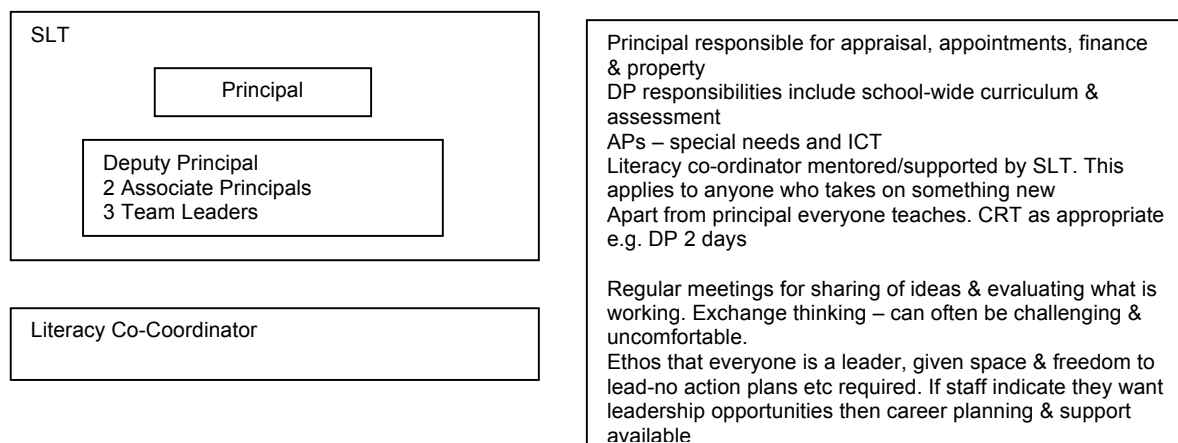 SLT
Principal
Deputy Principal
2 Associate Principals
3 Team Leaders
Literacy Co-Coordinator
Principal responsible for appraisal, appointments, finance
& property
DP responsibilities include school-wide curriculum &
assessment
APs – special needs and ICT
Literacy co-ordinator mentored/supported by SLT. This
applies to anyone who takes on something new
Apart from principal everyone teaches. CRT as appropriate
e.g. DP 2 days
Regular meetings for sharing of ideas & evaluating what is
working. Exchange thinking – can often be challenging &
uncomfortable.
Ethos that everyone is a leader, given space & freedom to
lead-no action plans etc required. If staff indicate they want
leadership opportunities then career planning & support
available